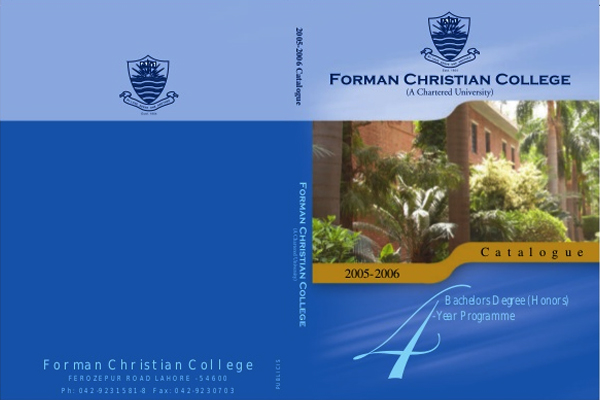 Forman Christian College
FEROZEPUR ROAD LAHORE -54600
Ph: 042-9231581-8 Fax: 042-9230703
2005-2006 Catalogue
FORMAN CHRISTIAN COLLEGE
(A Chartered University)
FORMAN CHRISTIAN COLLEGE
(A Chartered University)
Catalogue
2005-2006
Bachelors Degree (Honors)
4-Year Programme